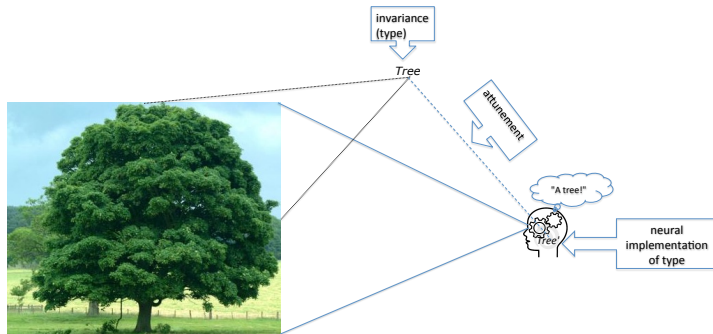 invariance
(type)
Tree
attunement
"A tree!"
Tree'
neural
implementation
of type